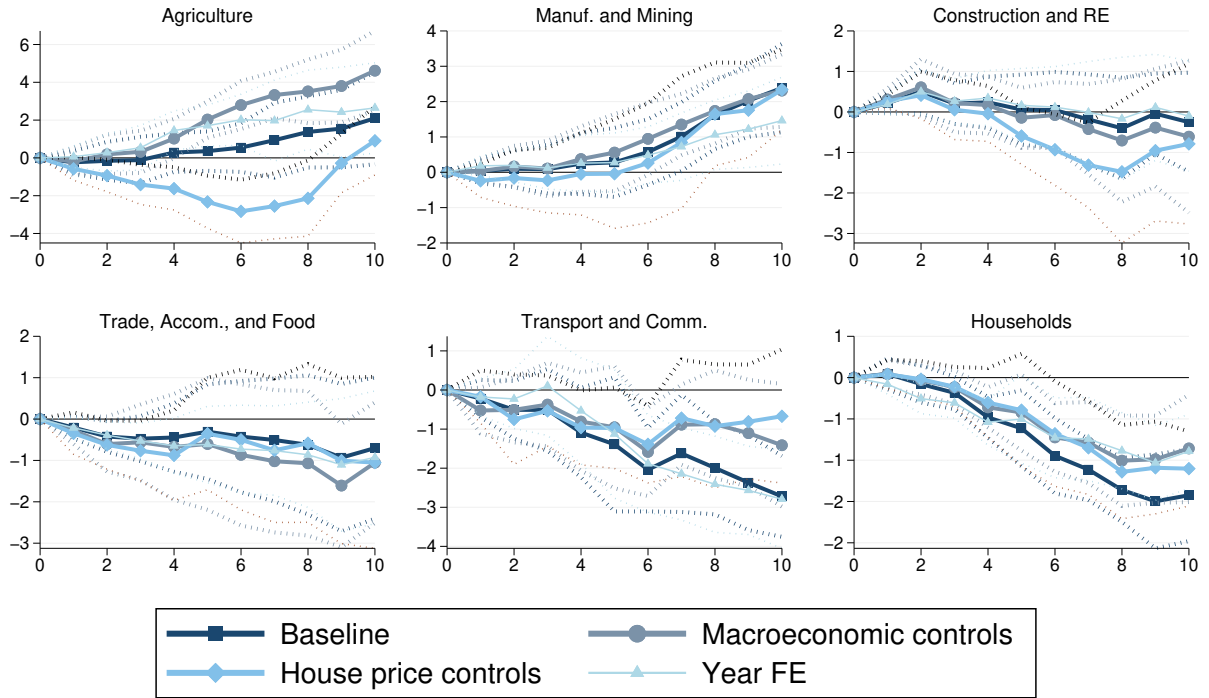 Agriculture
6
4
2
0
−2
−4
0 2 4 6 8 10
Manuf. and Mining
4
3
2
1
0
−1
−2
0 2 4 6 8 10
Construction and RE
2
1
0
−1
−2
−3
0 2 4 6 8 10
Trade, Accom., and Food
2
1
0
−1
−2
−3
0 2 4 6 8 10
Transport and Comm.
1
0
−1
−2
−3
−4
0 2 4 6 8 10
Households
1
0
−1
−1
−2
−2
0 2 4 6 8 10
Baseline
Macroeconomic controls
House price controls
Year FE